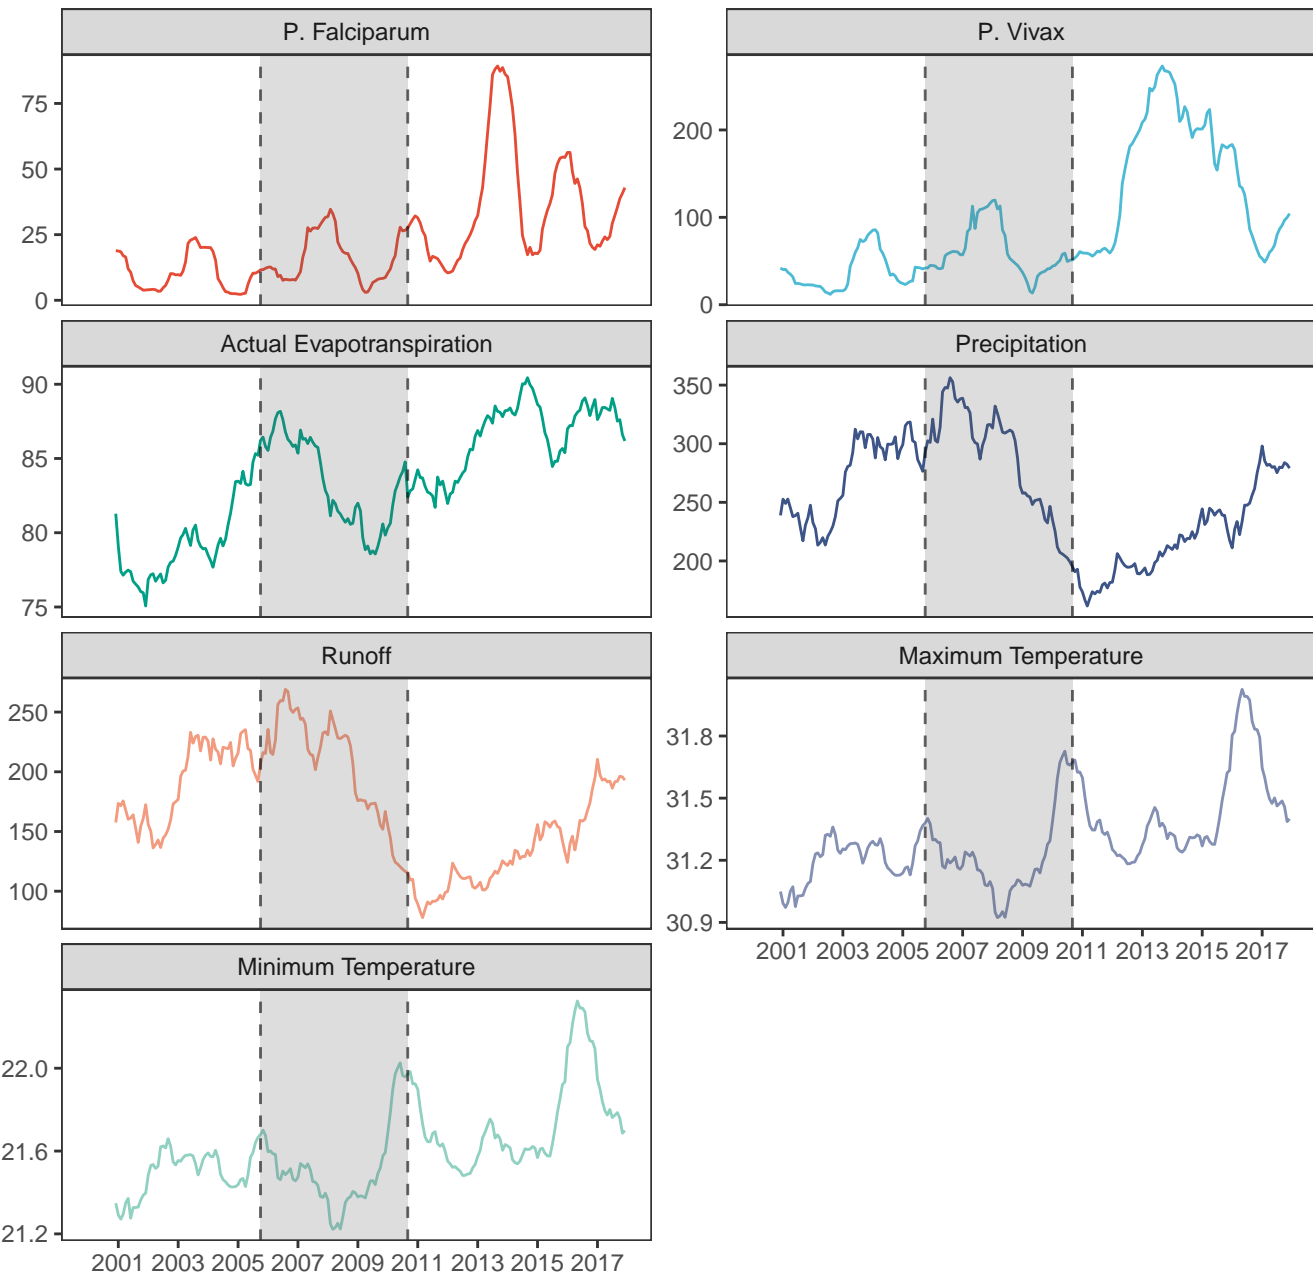 P. Falciparum
P. Vivax
75
50
25
0
200
100
0
Actual Evapotranspiration
Precipitation
90
85
80
75
350
300
250
200
Runoff
Maximum Temperature
250
200
150
100
31.8
31.5
31.2
30.9
2001 2003 2005 2007 2009 2011 2013 2015 2017
Minimum Temperature
22.0
21.6
21.2
2001 2003 2005 2007 2009 2011 2013 2015 2017